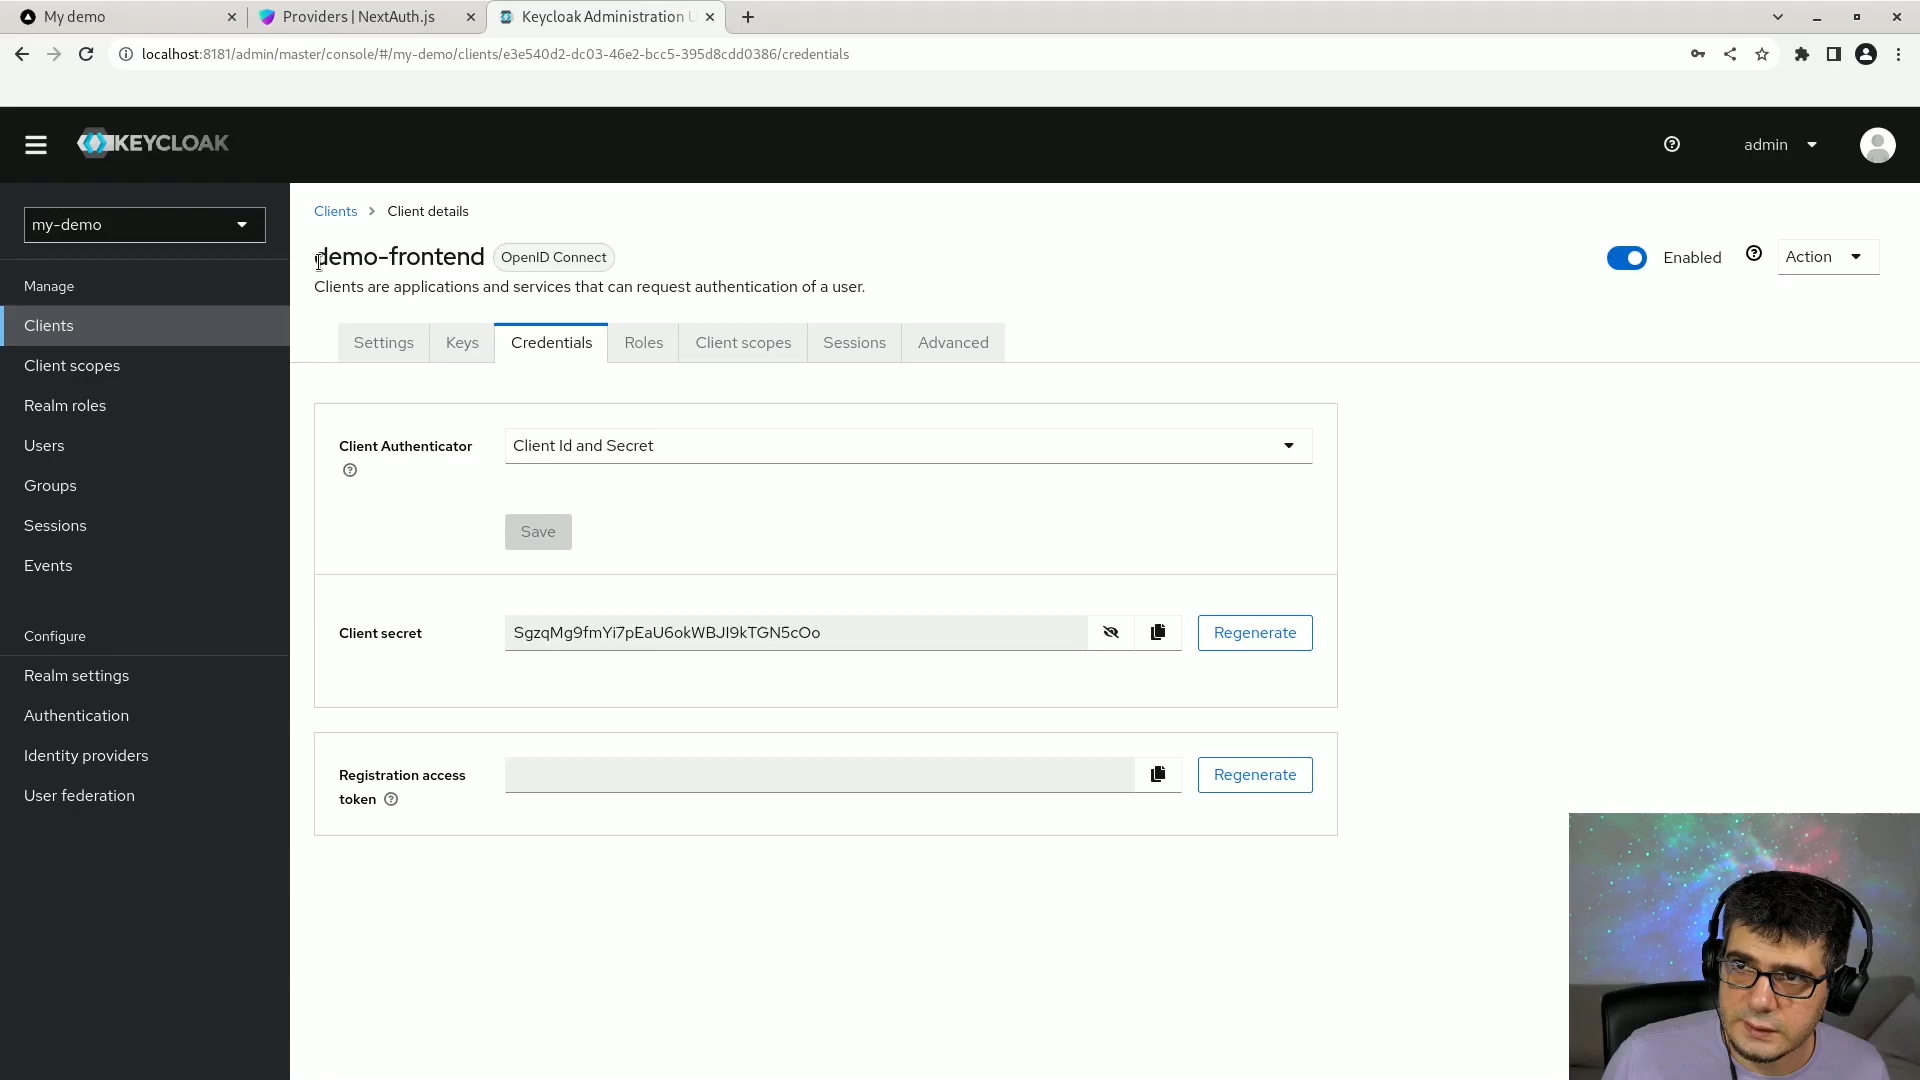 My demo
Providers | NextAuth.js
Keycloak Administration U
localhost:8181/admin/master/console/#/my-demo/clients/e3e540d2-dc03-46e2-bcc5-395d8cdd0386/credentials
KEYCLOAK
admin
my-demo
Manage
Clients
Client scopes
Realm roles
Users
Groups
Sessions
Events
Configure
Realm settings
Authentication
Identity providers
User federation
Clients > Client details
demo-frontend OpenID Connect
Enabled
Action
Clients are applications and services that can request authentication of a user.
Settings Keys Credentials Roles Client scopes Sessions Advanced
Client Authenticator
Client Id and Secret
Save
Client secret
SgzqMg9fmYi7pEaU6okWBJI9kTGN5cOo
Regenerate
Registration access
token
Regenerate